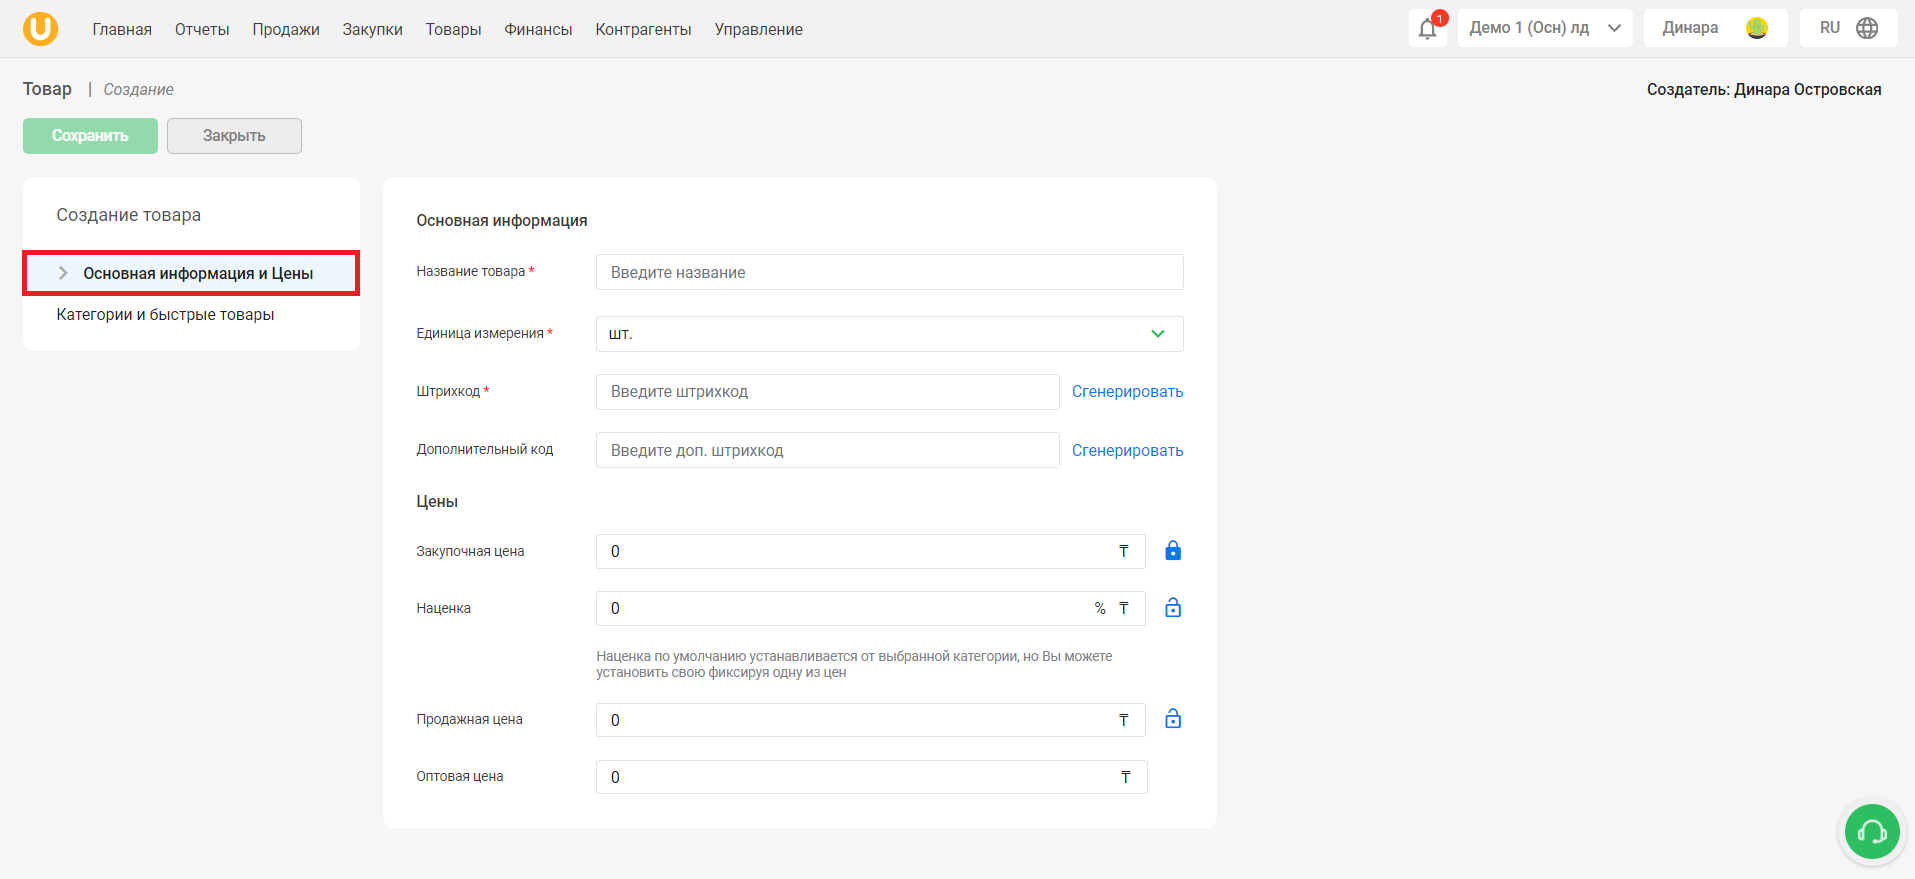 Главная Отчеты Продажи Закупки Товары Финансы Контрагенты Управление 1 Демо 1 (Осн) лд Динара RU
Товар | Создание Создатель: Динара Островская
Сохранить Закрыть
Создание товара
Основная информация и Цены
Категории и быстрые товары
Основная информация
Название товара * Введите название
Единица измерения * шт.
Штрихкод * Введите штрихкод Сгенерировать
Дополнительный код Введите доп. штрихкод Сгенерировать
Цены
Закупочная цена 0 ₸
Наценка 0 % ₸
Наценка по умолчанию устанавливается от выбранной категории, но Вы можете
установить свою фиксируя одну из цен
Продажная цена 0 ₸
Оптовая цена 0 ₸